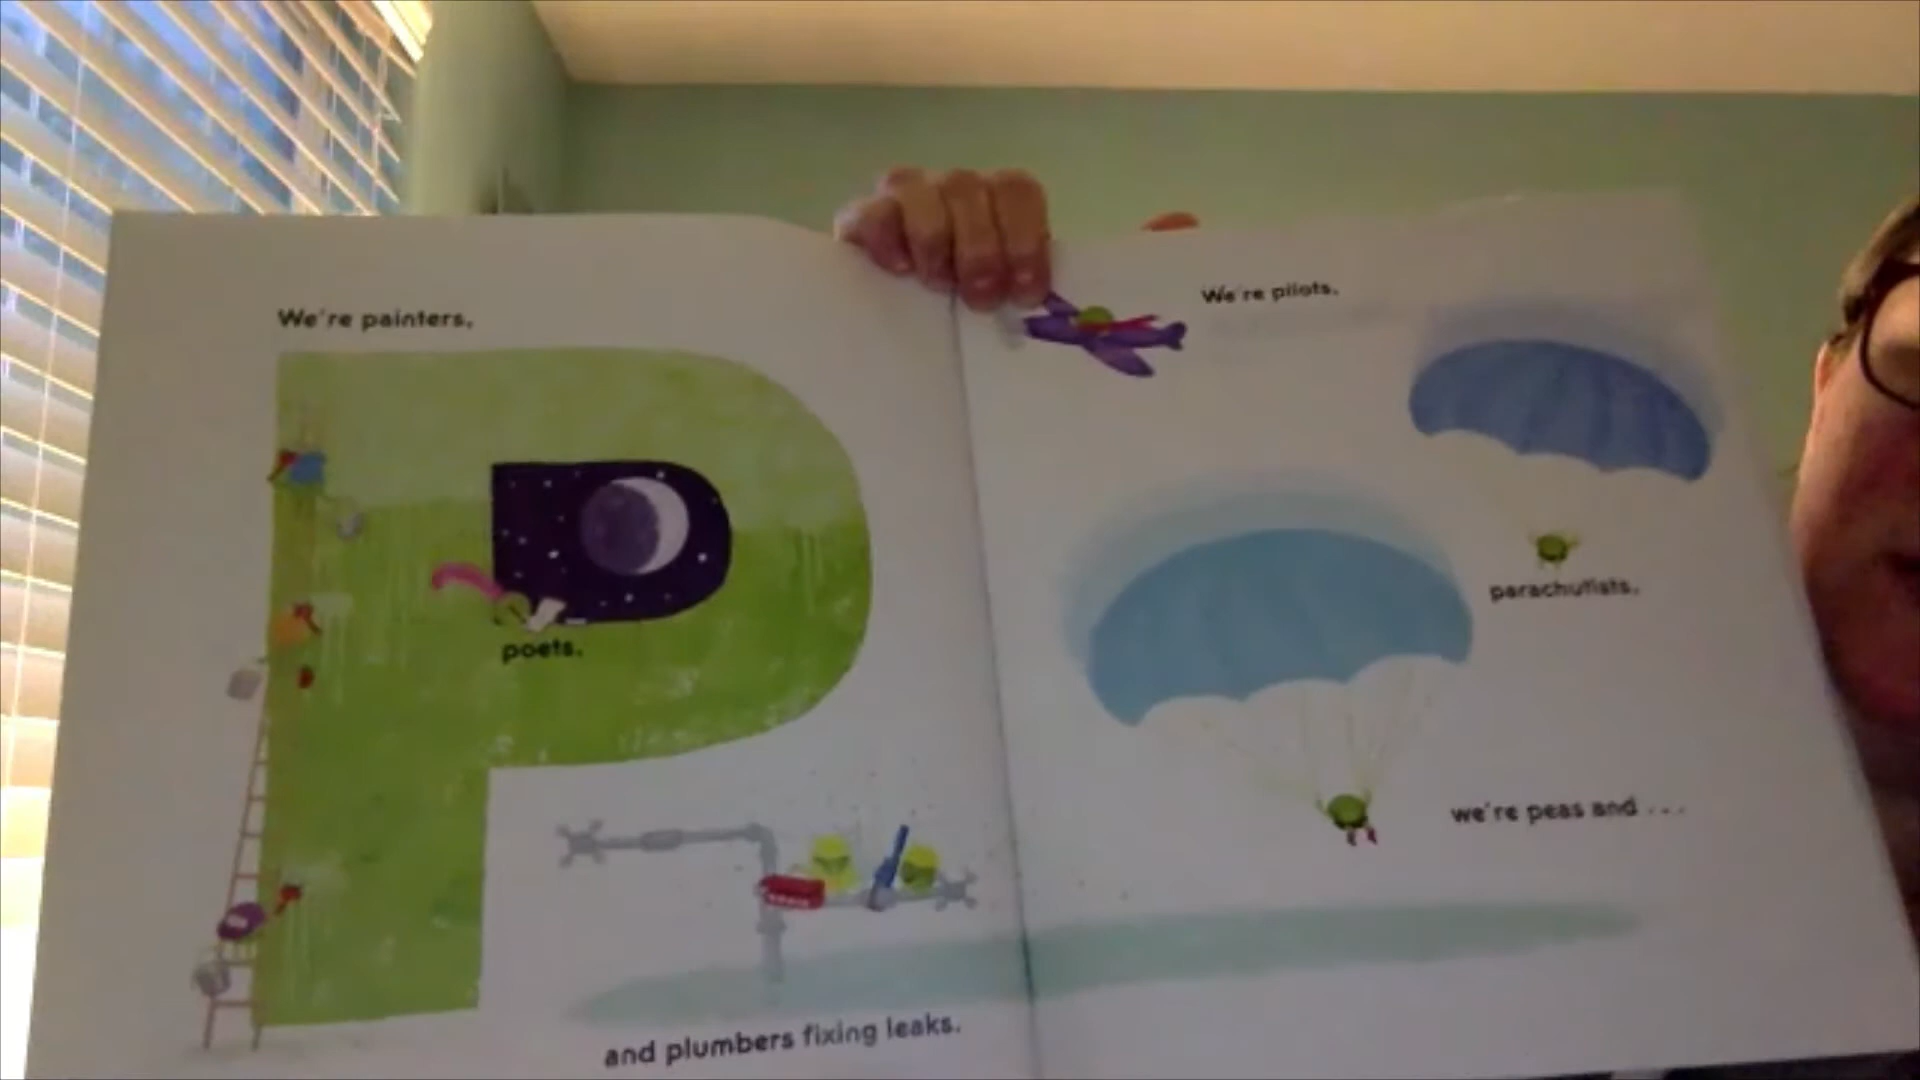 We're painters,
poets,
and plumbers fixing leaks.
We're pilots,
parachutists,
we're peas and ...